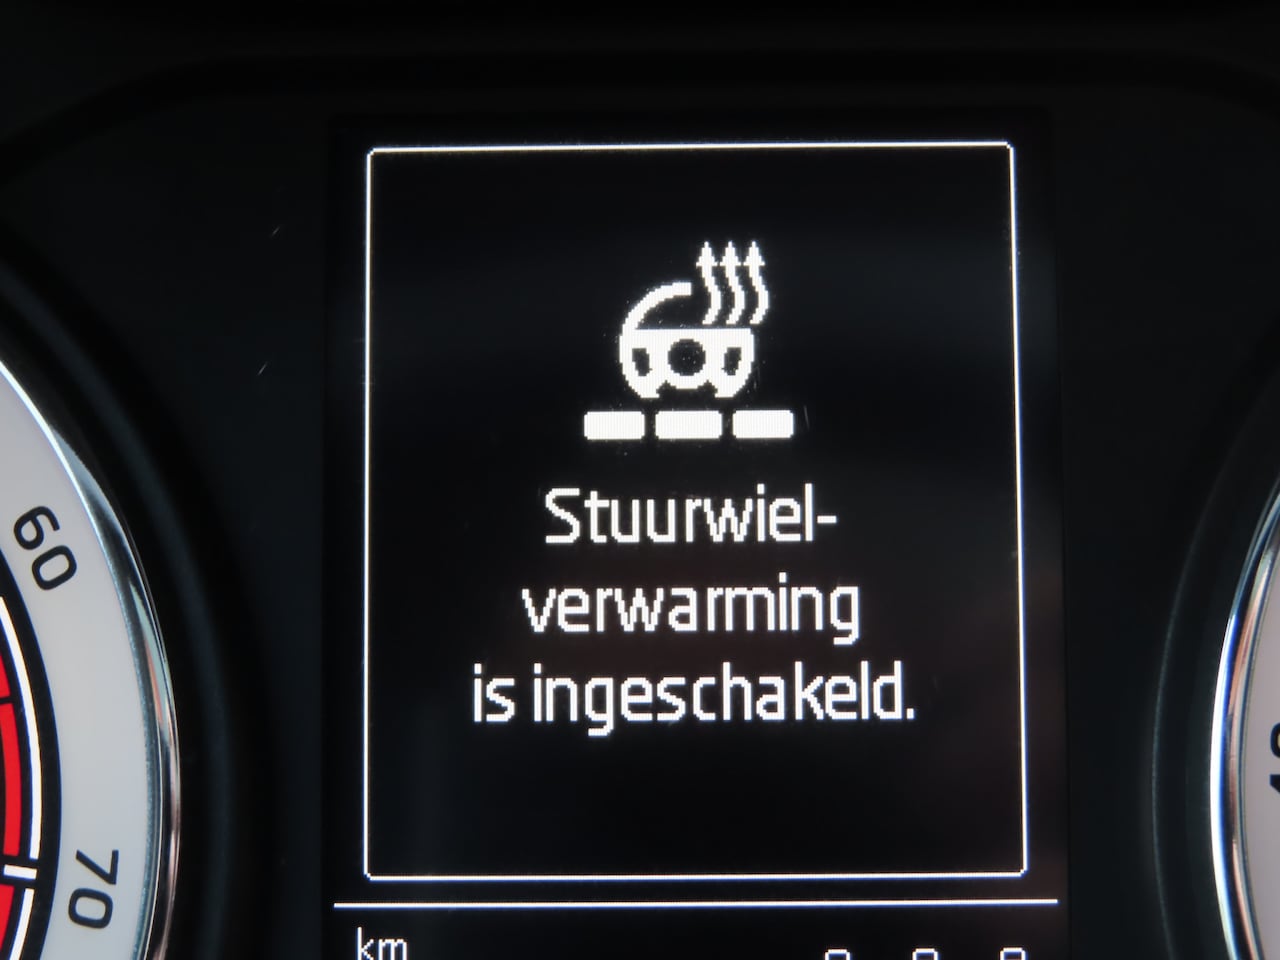 Stuurwiel-
verwarming
is ingeschakeld.
60
70
km